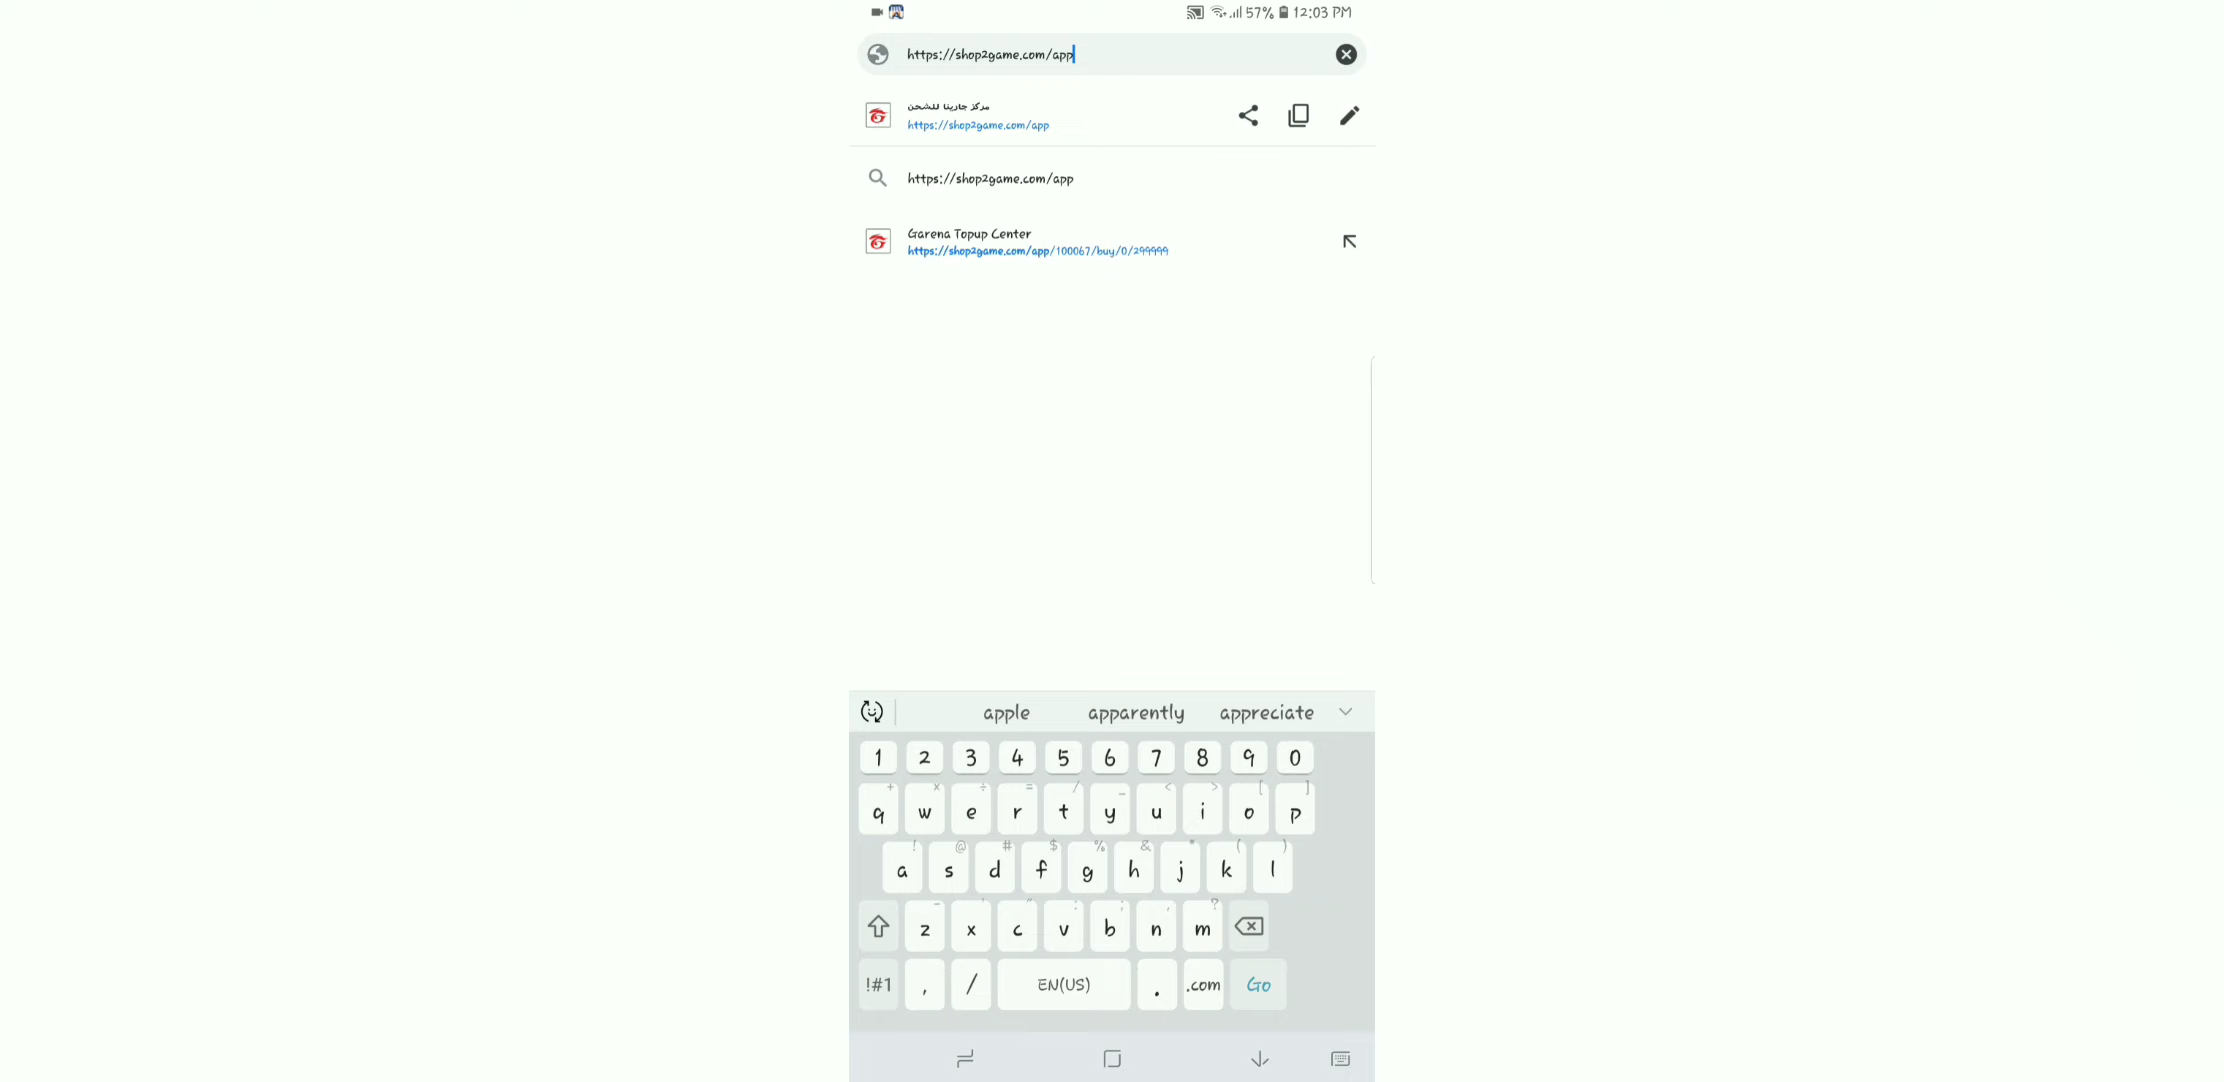 57% 12:03 PM
https://shop2game.com/app
مركز جارينا للشحن
https://shop2game.com/app
https://shop2game.com/app
Garena Topup Center
https://shop2game.com/app/100067/buy/0/299999
apple apparently appreciate
1 2 3 4 5 6 7 8 9 0
+ × ÷ = / _ < > [ ]
q w e r t y u i o p
! @ # $ % & * ( )
a s d f g h j k l
- ' " : ; , ?
z x c v b n m
!#1 , / EN(US) . .com Go